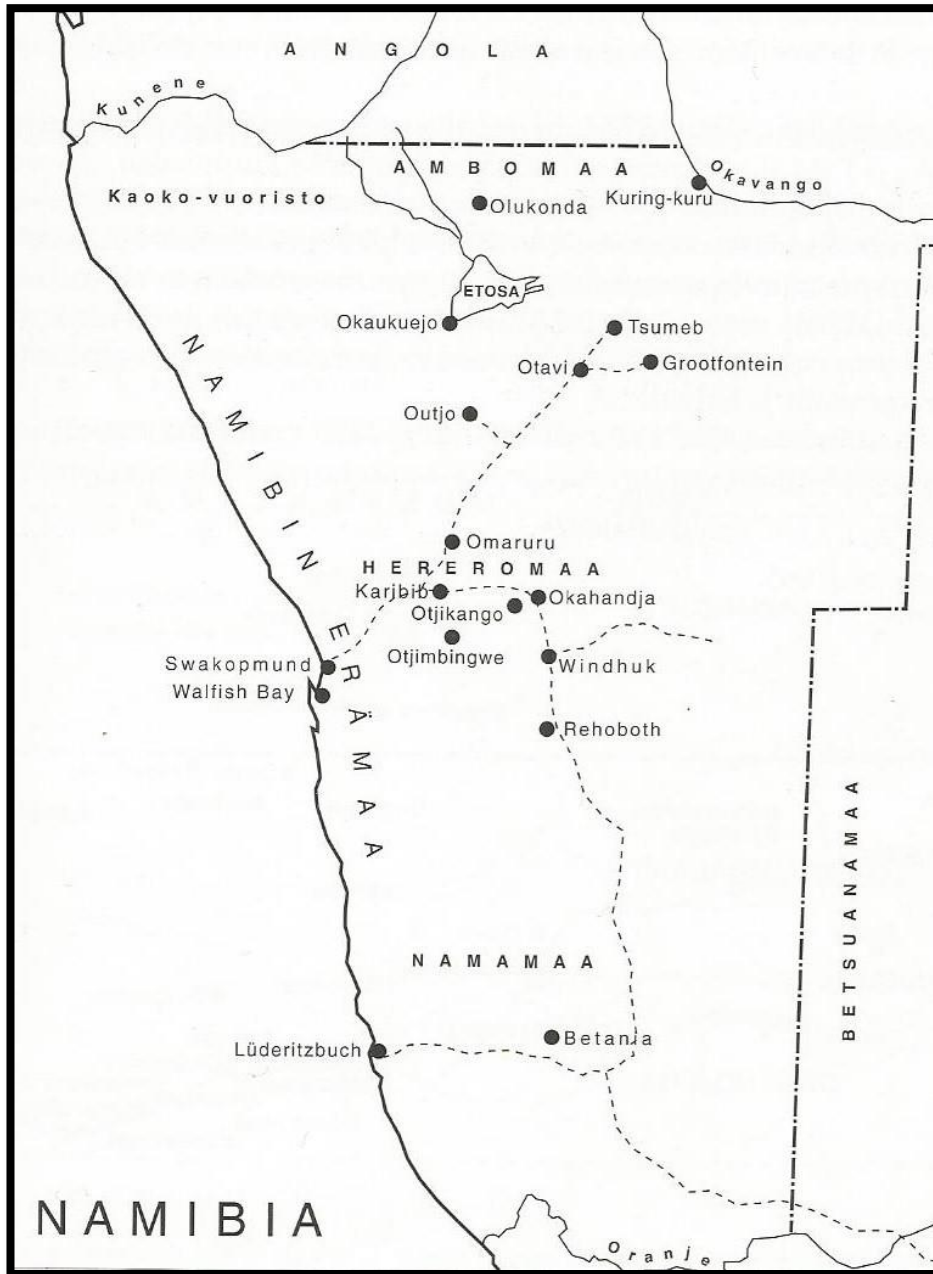 ANGOLA
Kunene
AMBOMAA
Okavango
Kuring-kuru
Kaoko-vuoristo
Olukonda
ETOSA
Okaukuejo
Tsumeb
Otavi
Grootfontein
Outjo
NAMIBIN ERÄMAA
Omaruru
HEREROMAA
Karibib
Okahandja
Otjikango
Otjimbingwe
Windhuk
Swakopmund
Walfish Bay
Rehoboth
BETSUANAMAA
NAMAMAA
Lüderitzbuch
Betania
NAMIBIA
Oranje